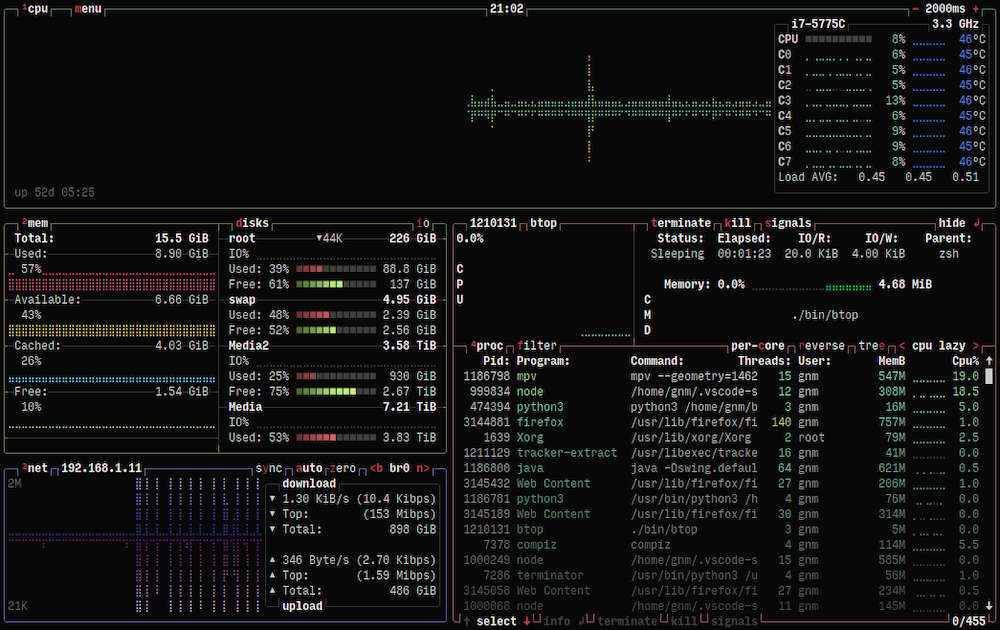 ¹cpu menu 21:02 - 2000ms +
i7-5775C 3.3 GHz
CPU 8% 46°C
C0 6% 45°C
C1 5% 46°C
C2 5% 46°C
C3 13% 46°C
C4 6% 45°C
C5 9% 46°C
C6 9% 45°C
C7 8% 46°C
Load AVG: 0.45 0.45 0.51
up 52d 05:25
²mem
Total: 15.5 GiB
Used: 8.90 GiB
57%
Available: 6.66 GiB
43%
Cached: 4.03 GiB
26%
Free: 1.54 GiB
10%
disks io
root ▼44K 226 GiB
IO%
Used: 39% 88.8 GiB
Free: 61% 137 GiB
swap 4.95 GiB
Used: 48% 2.39 GiB
Free: 52% 2.56 GiB
Media2 3.58 TiB
IO%
Used: 25% 930 GiB
Free: 75% 2.67 TiB
Media 7.21 TiB
IO%
Used: 53% 3.83 TiB
³net 192.168.1.11 sync auto zero <b br0 n>
2M
21K
download
▼ 1.30 KiB/s (10.4 Kibps)
▼ Top: (153 Mibps)
▼ Total: 898 GiB
▲ 346 Byte/s (2.70 Kibps)
▲ Top: (1.59 Mibps)
▲ Total: 486 GiB
upload
1210131 btop terminate kill signals hide ↲
0.0%
CPU
Status: Elapsed: IO/R: IO/W: Parent:
Sleeping 00:01:23 20.0 KiB 4.00 KiB zsh
Memory: 0.0% 4.68 MiB
CMD
./bin/btop
⁴proc filter per-core reverse tree < cpu lazy >
Pid: Program: Command: Threads: User: MemB Cpu% ↑
1186798 mpv mpv --geometry=1462 15 gnm 547M 19.0
999834 node /home/gnm/.vscode-s 12 gnm 308M 18.5
474394 python3 python3 /home/gnm/b 3 gnm 16M 5.0
3144881 firefox /usr/lib/firefox/fi 140 gnm 757M 1.0
1639 Xorg /usr/lib/xorg/Xorg 2 root 79M 2.5
1211129 tracker-extract /usr/libexec/tracke 16 gnm 41M 0.0
1186800 java java -Dswing.defaul 64 gnm 621M 0.5
3145432 Web Content /usr/lib/firefox/fi 27 gnm 206M 1.0
1186781 python3 /usr/bin/python3 /h 4 gnm 76M 0.0
3145189 Web Content /usr/lib/firefox/fi 30 gnm 314M 0.0
1210131 btop ./bin/btop 3 gnm 5M 0.0
7378 compiz compiz 4 gnm 114M 5.5
1000249 node /home/gnm/.vscode-s 15 gnm 585M 0.0
7286 terminator /usr/bin/python3 /u 4 gnm 56M 1.0
3145058 Web Content /usr/lib/firefox/fi 27 gnm 234M 0.0
1000068 node /home/gnm/.vscode-s 11 gnm 145M 0.0 ↓
↑ select ↓ info ↲ terminate kill signals 0/455